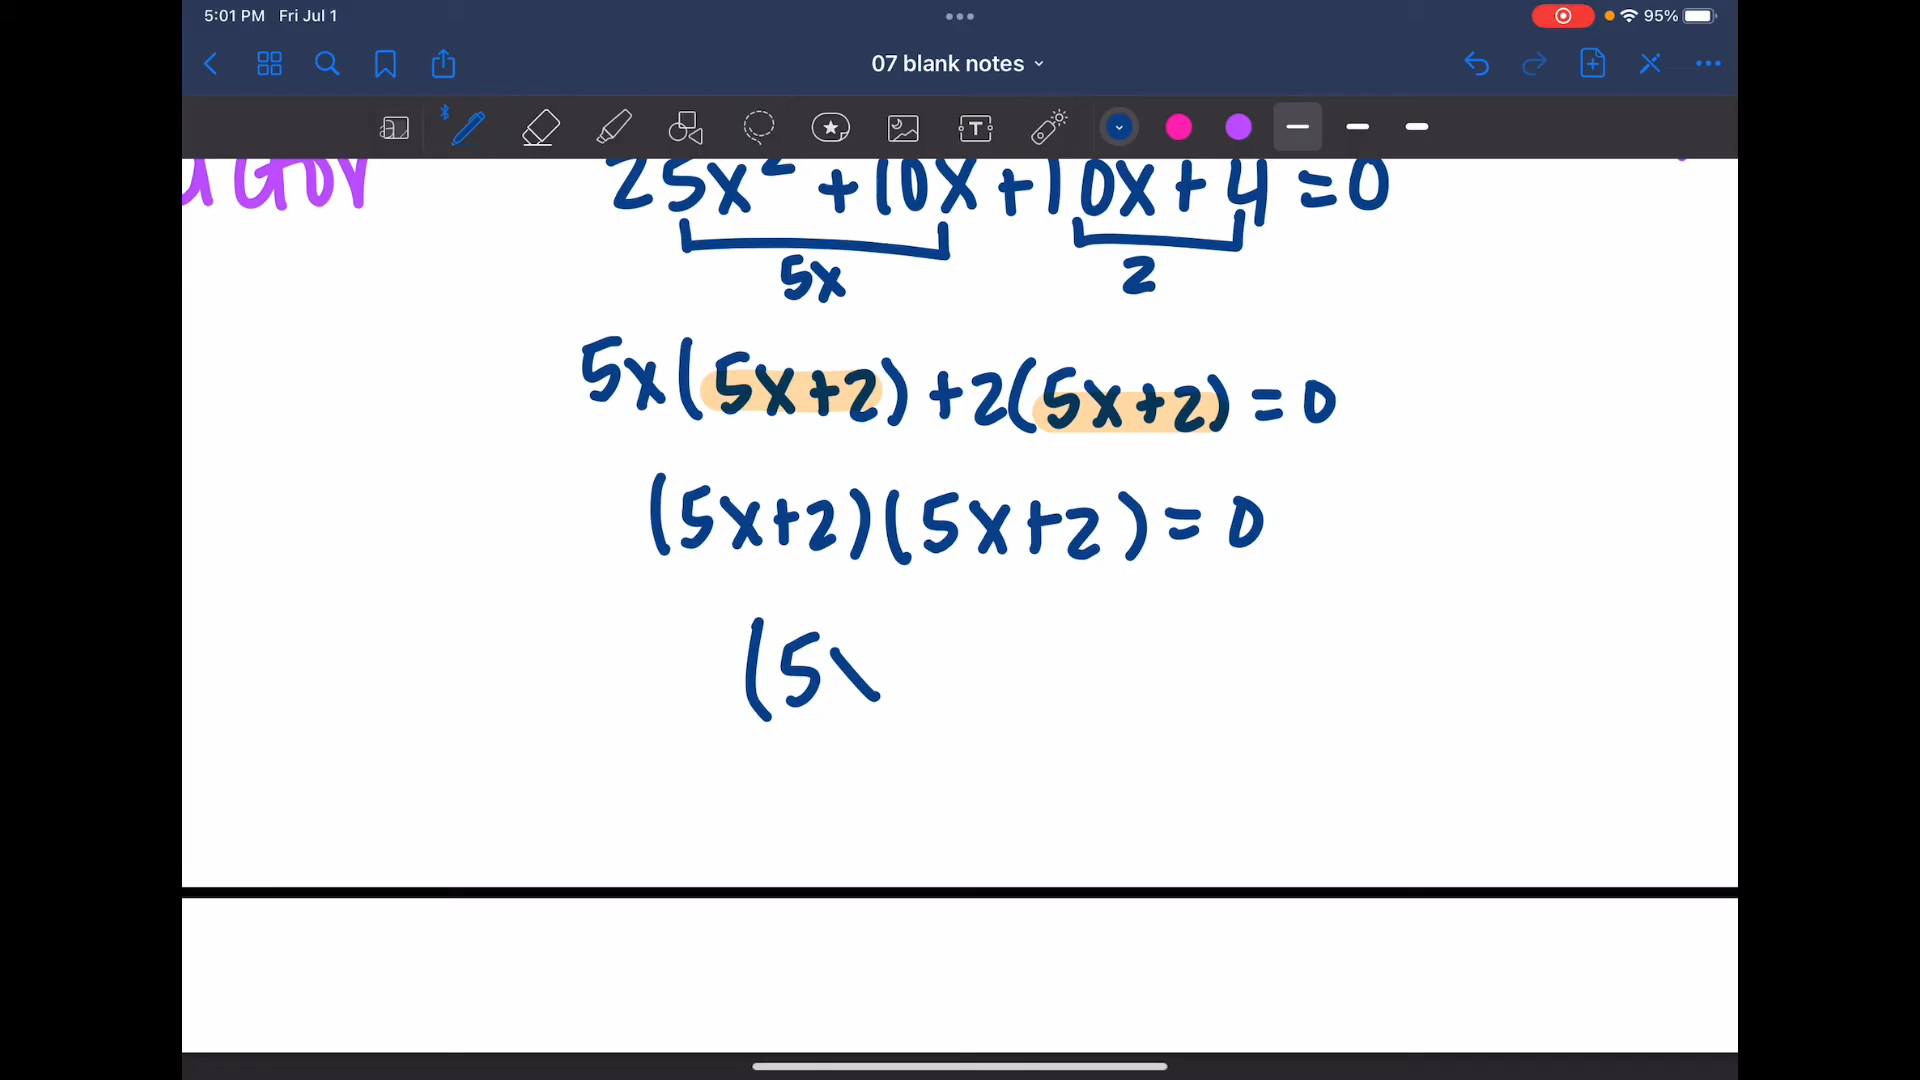 5:01 PM Fri Jul 1
95%
07 blank notes
25x² + 10x + 10x + 4 = 0
5x 2
5x(5x+2) + 2(5x+2) = 0
(5x+2)(5x+2) = 0
(5